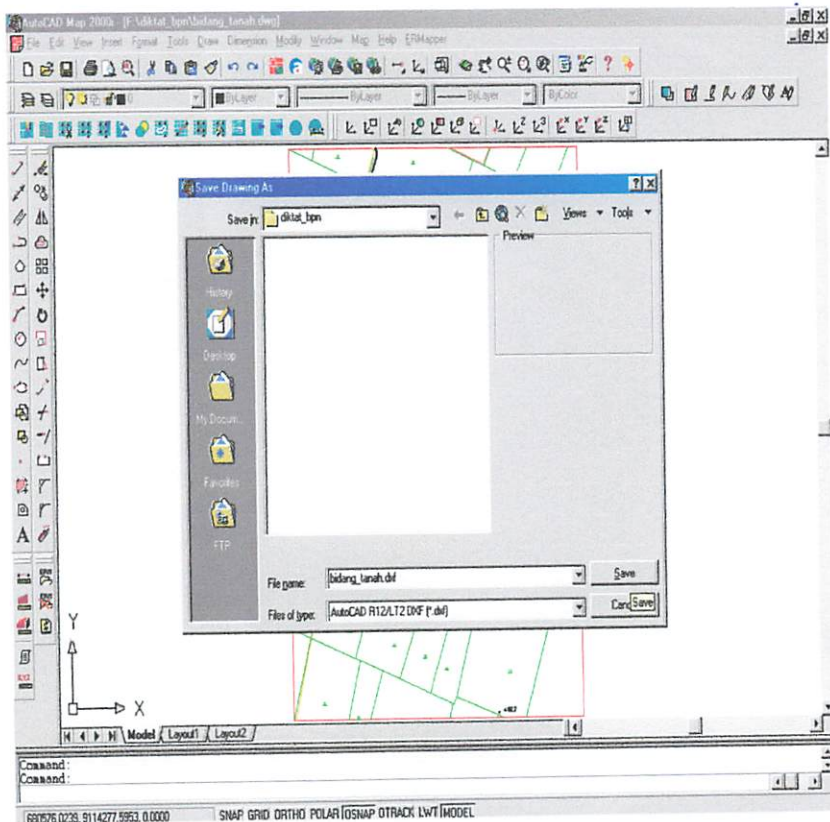 AutoCAD Map 2000i - [F:\diktat_bpn\bidang_tanah.dwg]
File Edit View Insert Format Tools Draw Dimension Modify Window Map Help ERMapper
0 ByLayer ByLayer ByLayer ByColor
Save Drawing As
Save in: diktat_bpn Views Tools
Preview
History
Desktop
My Docum...
Favorites
FTP
File name: bidang_tanah.dxf Save
Files of type: AutoCAD R12/LT2 DXF (*.dxf) Canc Save
Y
X
Model Layout1 Layout2
Command:
Command:
680576.0239, 9114277.5953, 0.0000 SNAP GRID ORTHO POLAR OSNAP OTRACK LWT MODEL